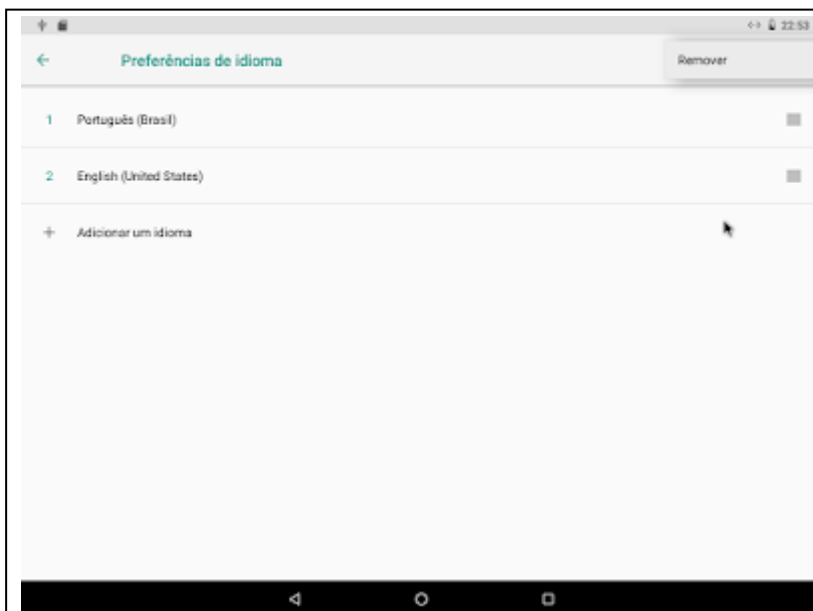 22:53
Preferências de idioma
Remover
1 Português (Brasil)
2 English (United States)
Adicionar um idioma